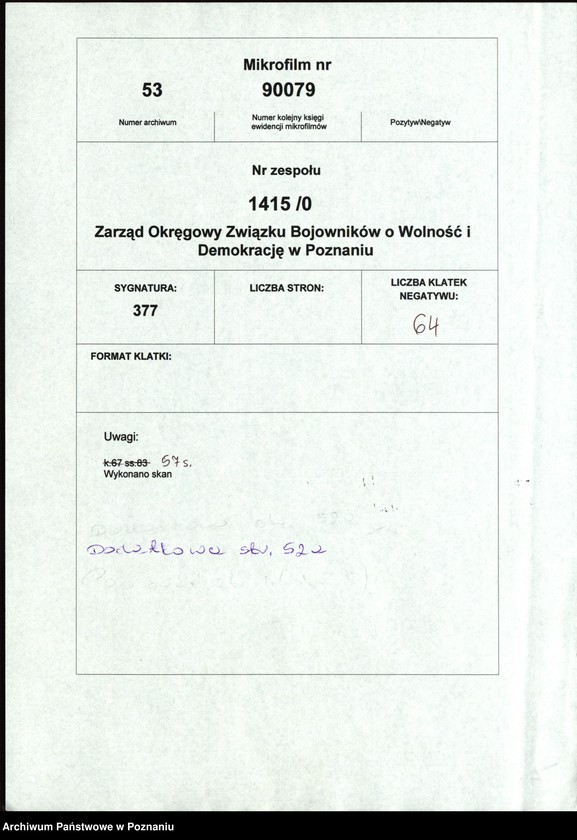 Mikrofilm nr
53 90079
Numer archiwum
Numer kolejny księgi
ewidencji mikrofilmów
Pozytyw\Negatyw
Nr zespołu
1415 /0
Zarząd Okręgowy Związku Bojowników o Wolność i
Demokrację w Poznaniu
SYGNATURA:
377
LICZBA STRON:
LICZBA KLATEK
NEGATYWU:
64
FORMAT KLATKI:
Uwagi:
k.67 ss.83 57 s.
Wykonano skan
Dodatkowa str. 52a
Archiwum Państwowe w Poznaniu